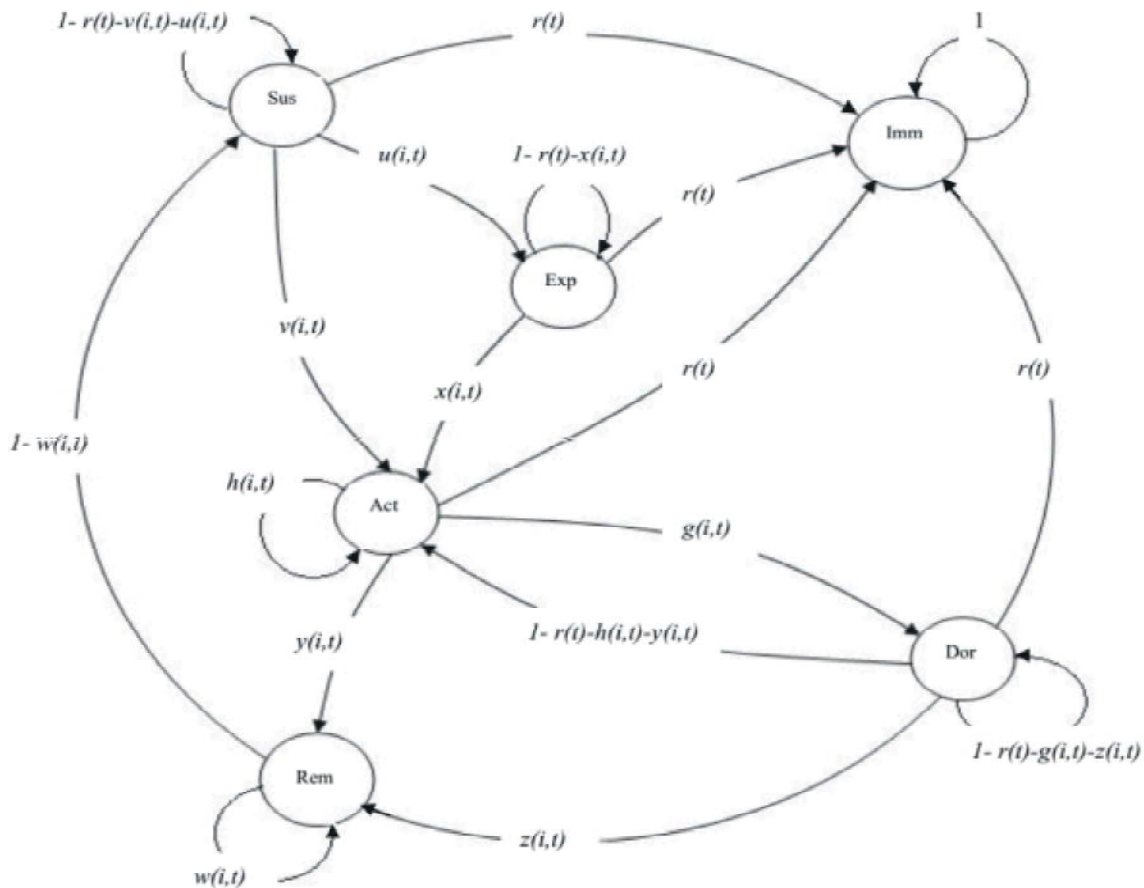 1- r(t)-v(i,t)-u(i,t)
r(t)
1
Sus
Imm
u(i,t)
1- r(t)-x(i,t)
r(t)
Exp
v(i,t)
r(t)
r(t)
x(i,t)
1- w(i,i)
h(i,t)
Act
g(i,t)
y(i,t)
1- r(t)-h(i,t)-y(i,t)
Dor
1- r(t)-g(i,t)-z(i,t)
Rem
z(i,t)
w(i,t)